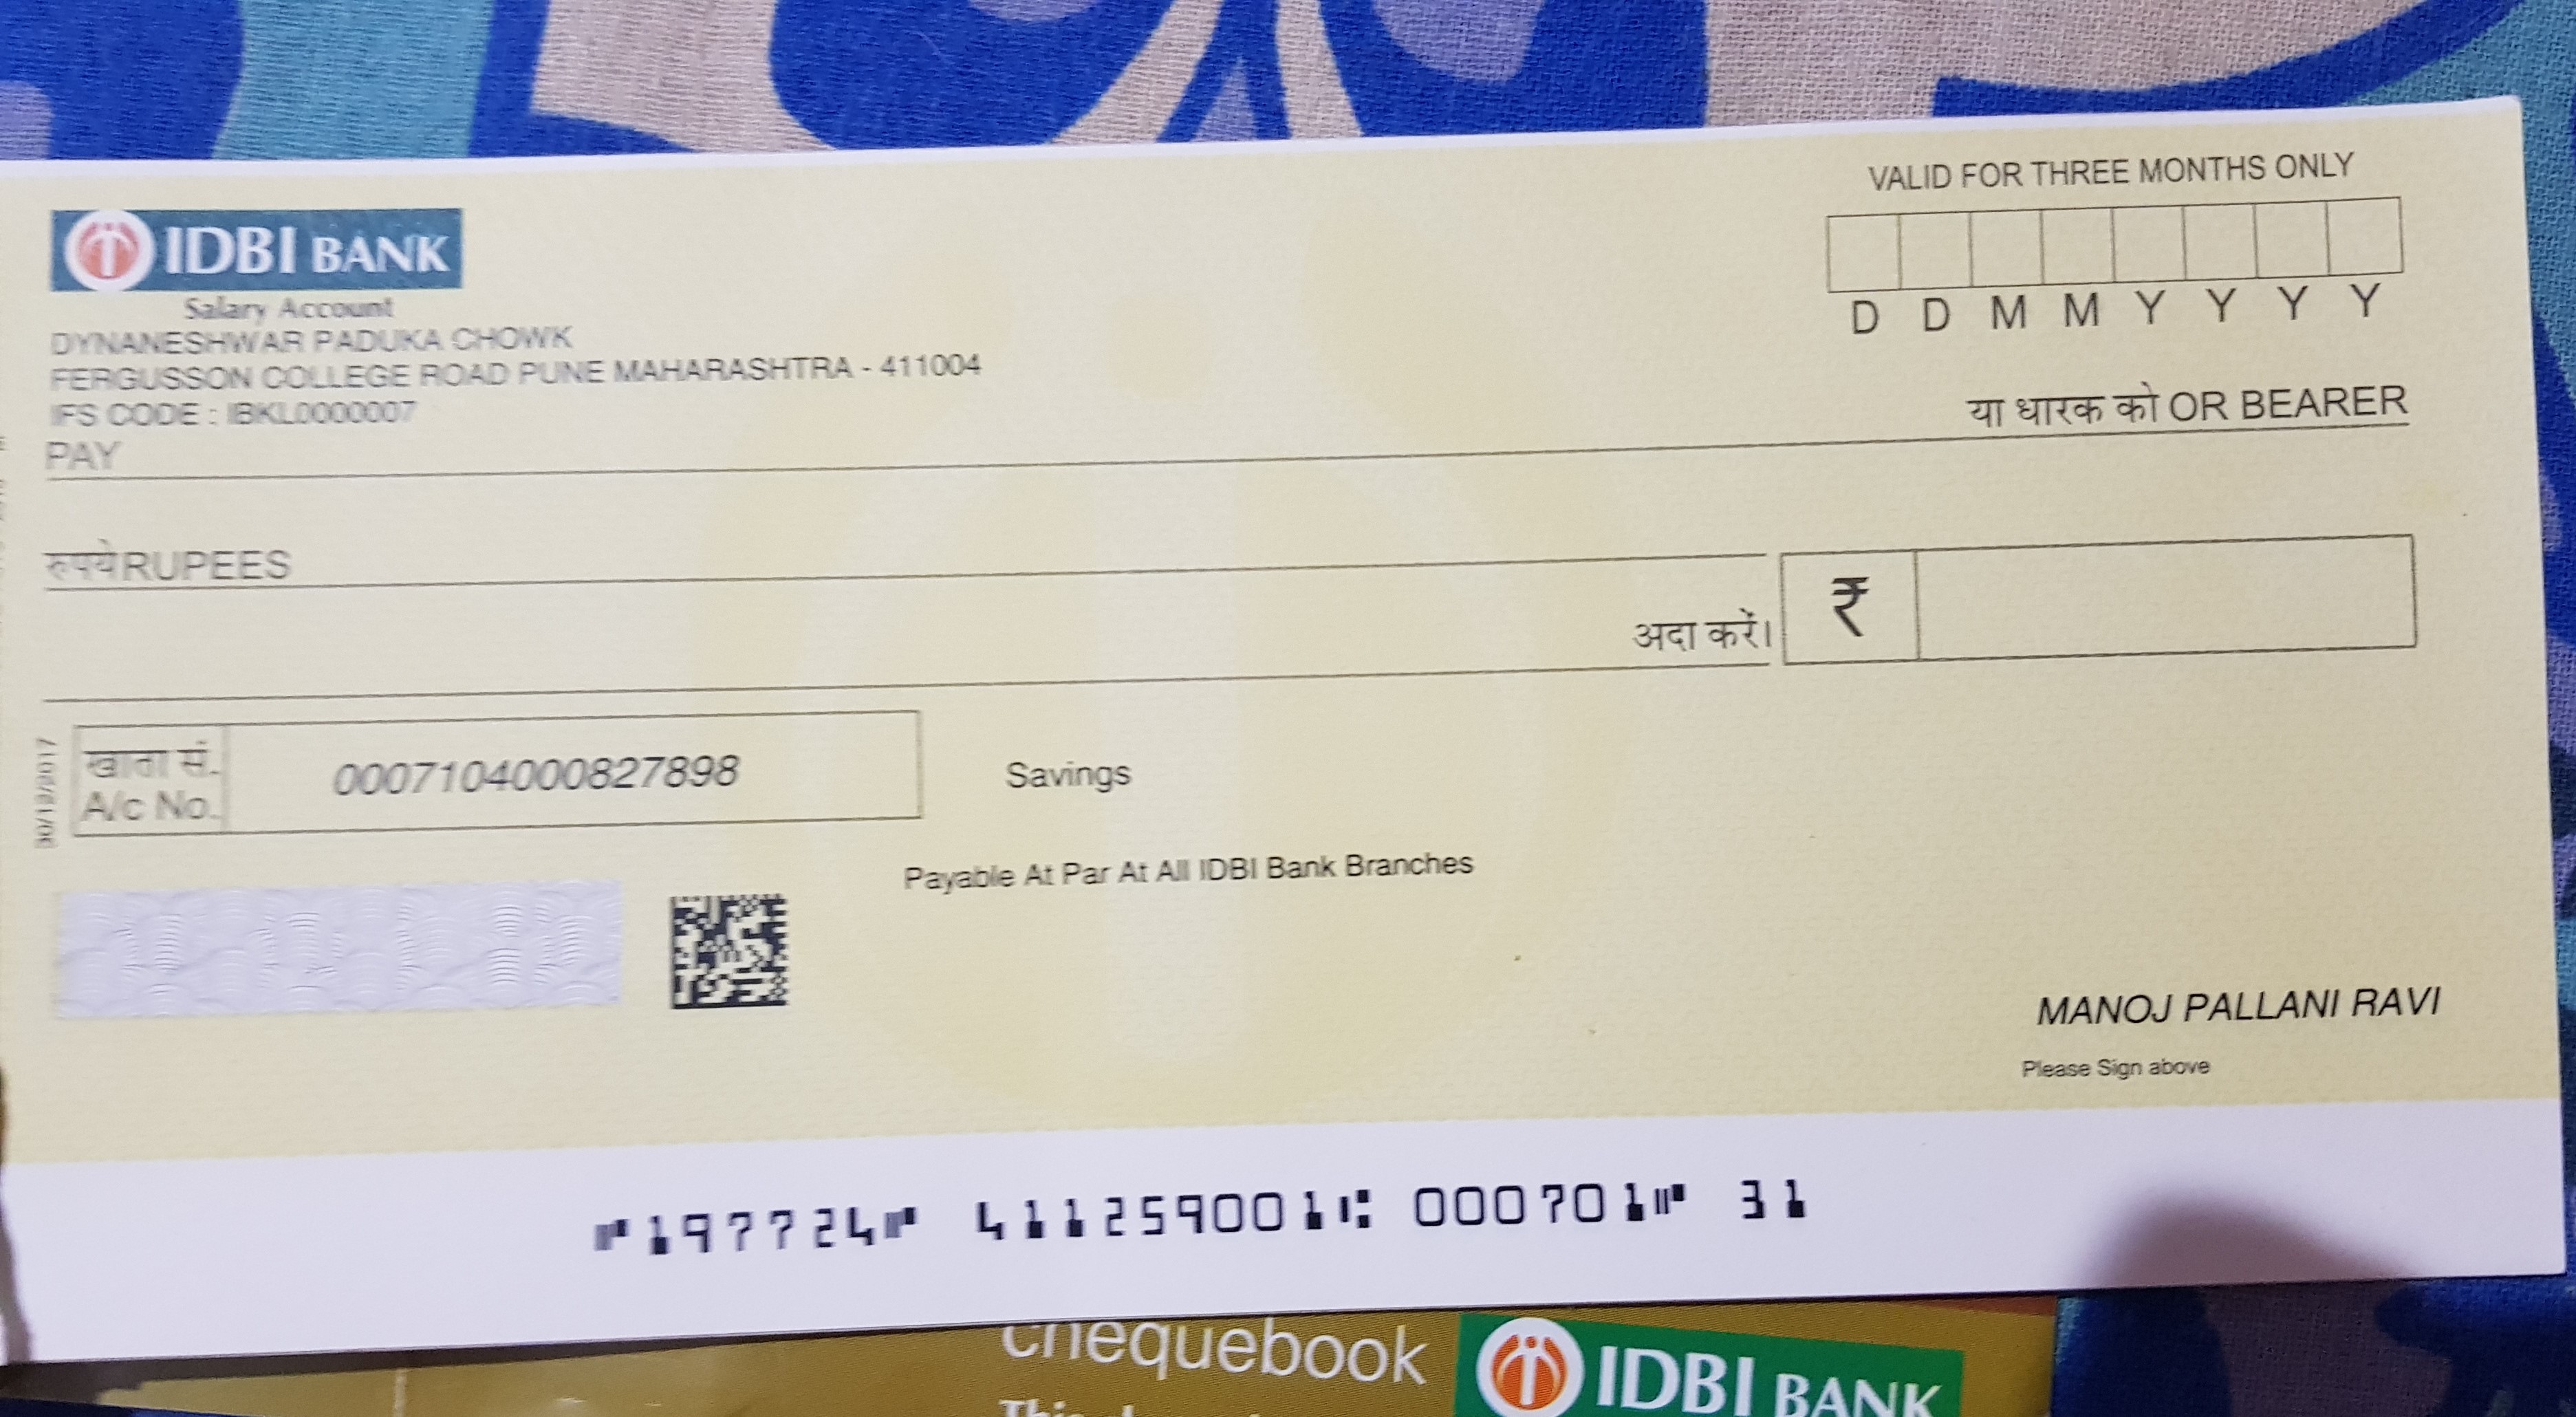 VALID FOR THREE MONTHS ONLY
IDBI BANK
D D M M Y Y Y Y
Salary Account
DYNANESHWAR PADUKA CHOWK
FERGUSSON COLLEGE ROAD PUNE MAHARASHTRA - 411004
IFS CODE : IBKL0000007
PAY
या धारक को OR BEARER
रुपये RUPEES
अदा करें।
₹
खाता सं.
A/c No.
0007104000827898
Savings
30/12/2017
Payable At Par At All IDBI Bank Branches
MANOJ PALLANI RAVI
Please Sign above
⑈197724⑈ 411259001⑆ 000701⑈ 31
chequebook
IDBI BANK